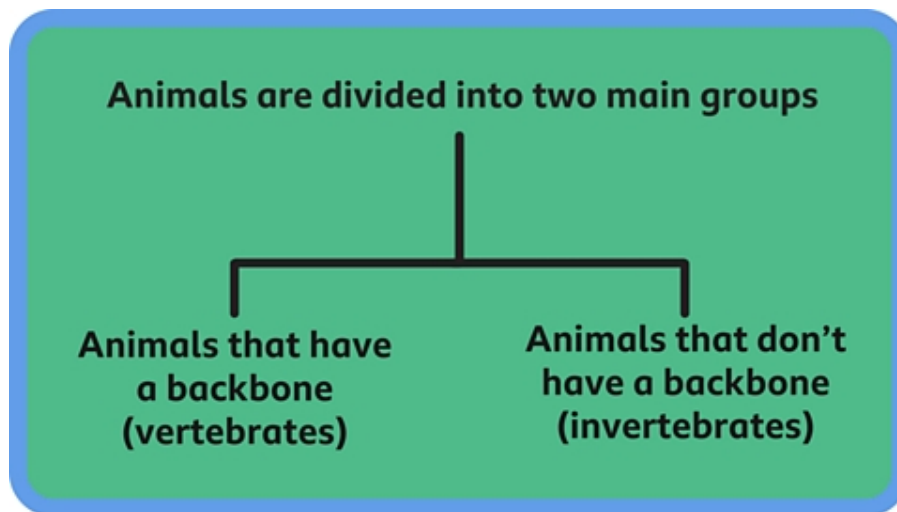 Animals are divided into two main groups
Animals that have
a backbone
(vertebrates)
Animals that don’t
have a backbone
(invertebrates)